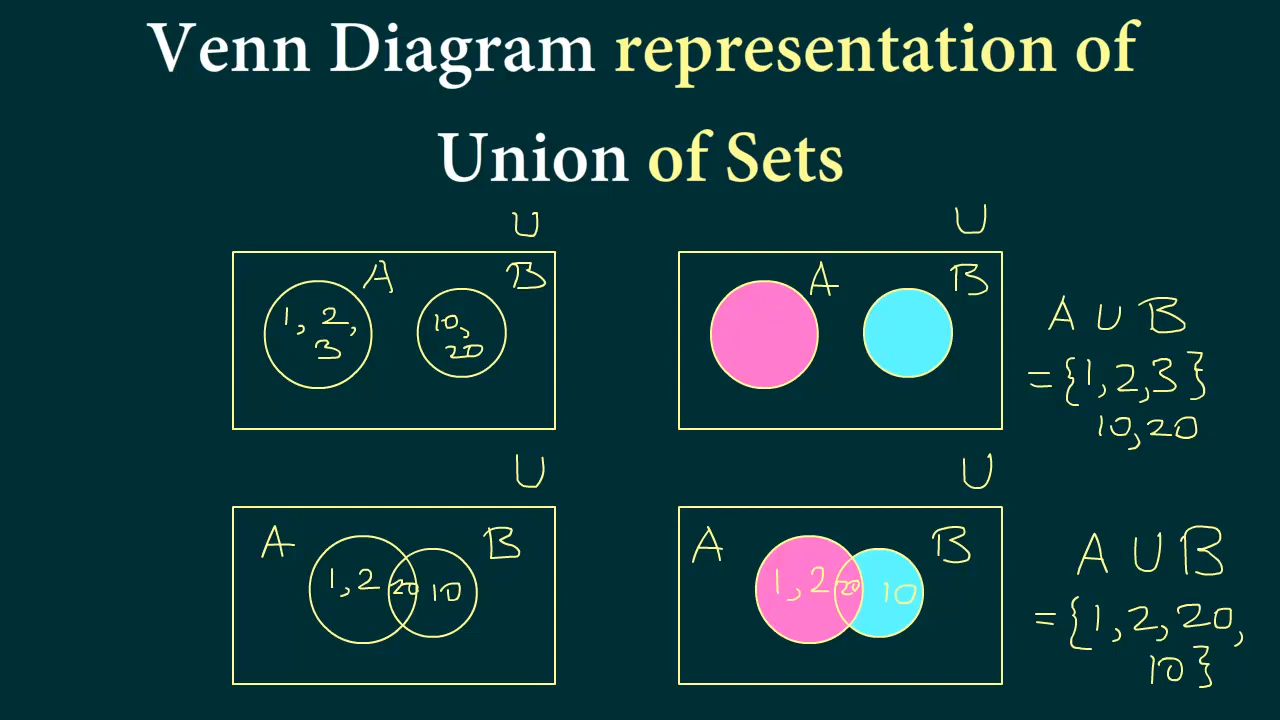 Venn Diagram representation of
Union of Sets
U
A
B
1, 2,
3
10,
20
U
A
B
A U B
= {1, 2, 3 }
10, 20
U
A
B
1, 2
20
10
U
A
B
1, 2
20
10
A U B
= {1, 2, 20,
10}